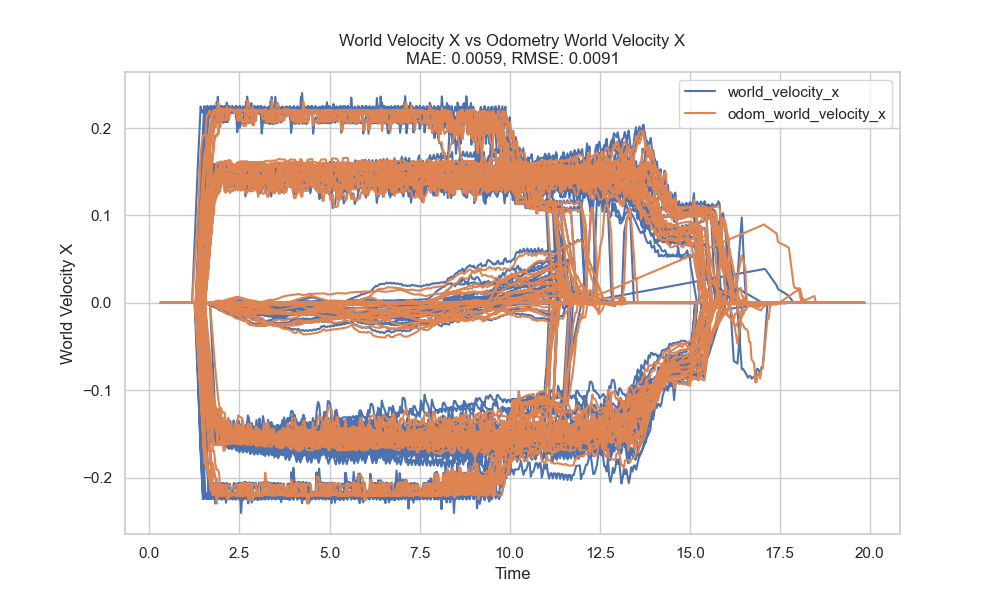 World Velocity X vs Odometry World Velocity X
MAE: 0.0059, RMSE: 0.0091
world_velocity_x
odom_world_velocity_x
World Velocity X
0.2
0.1
0.0
−0.1
−0.2
0.0 2.5 5.0 7.5 10.0 12.5 15.0 17.5 20.0
Time